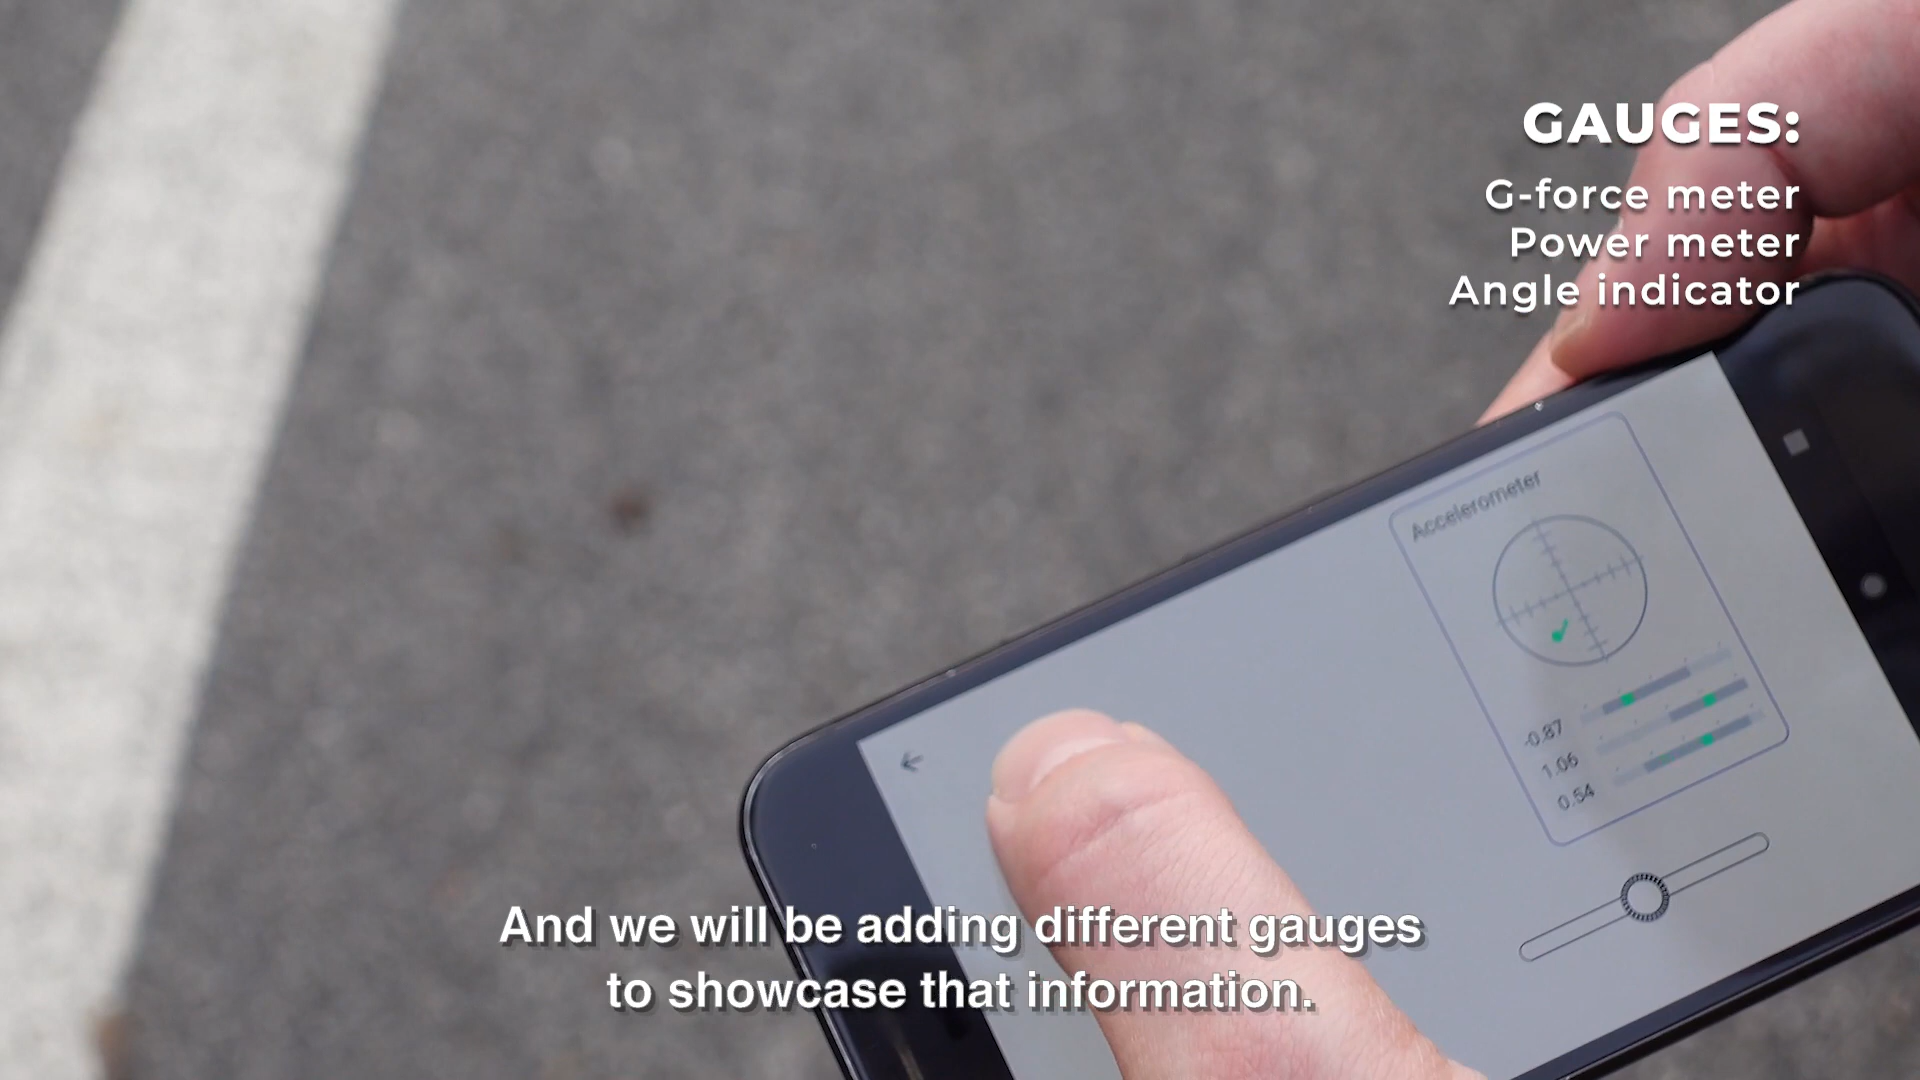 GAUGES:
G-force meter
Power meter
Angle indicator
Accelerometer
-0.87
1.06
0.54
And we will be adding different gauges
to showcase that information.